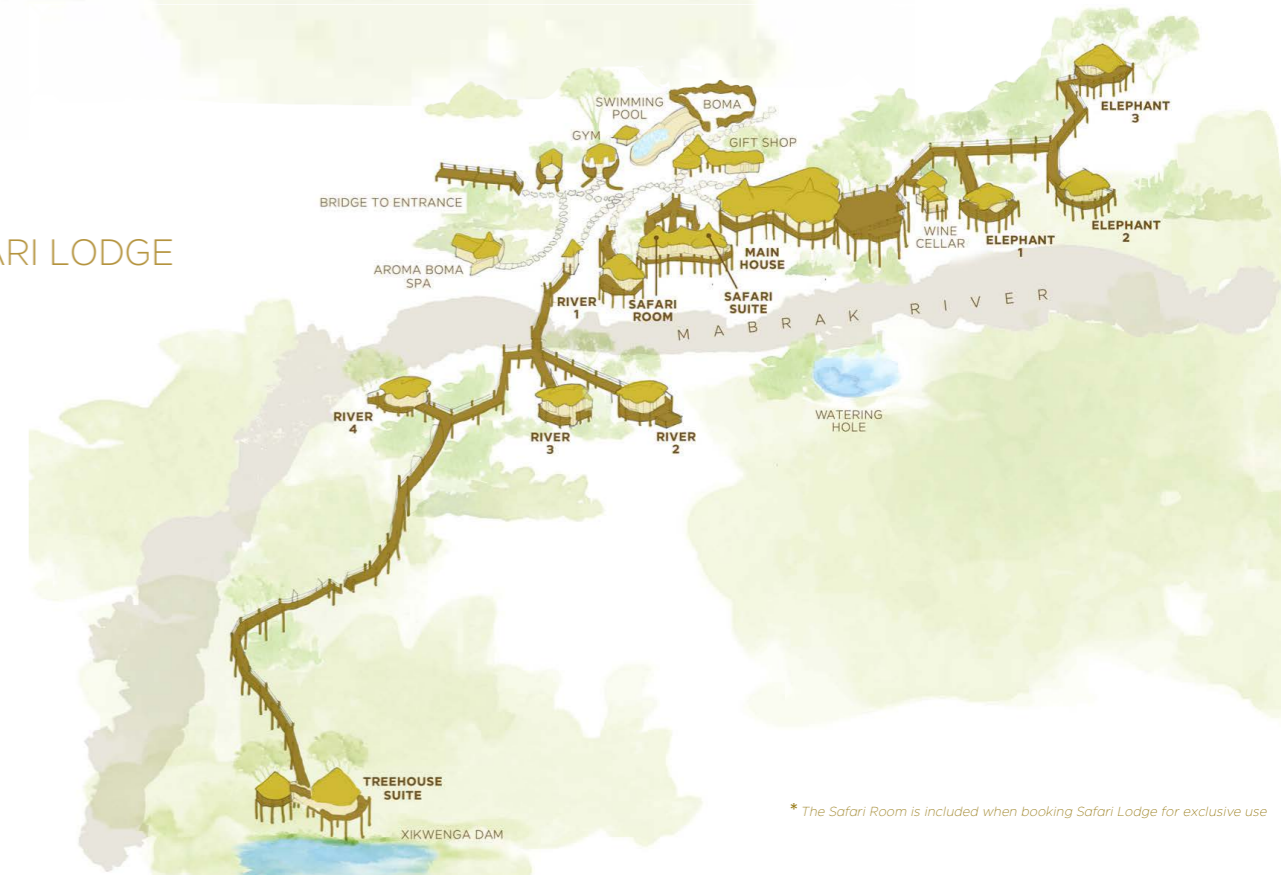 ARI LODGE
SWIMMING
POOL
BOMA
GYM
GIFT SHOP
ELEPHANT
3
BRIDGE TO ENTRANCE
WINE
CELLAR
ELEPHANT
1
ELEPHANT
2
MAIN
HOUSE
AROMA BOMA
SPA
RIVER
1
SAFARI
ROOM
SAFARI
SUITE
MABRAK RIVER
WATERING
HOLE
RIVER
4
RIVER
3
RIVER
2
TREEHOUSE
SUITE
XIKWENGA DAM
* The Safari Room is included when booking Safari Lodge for exclusive use